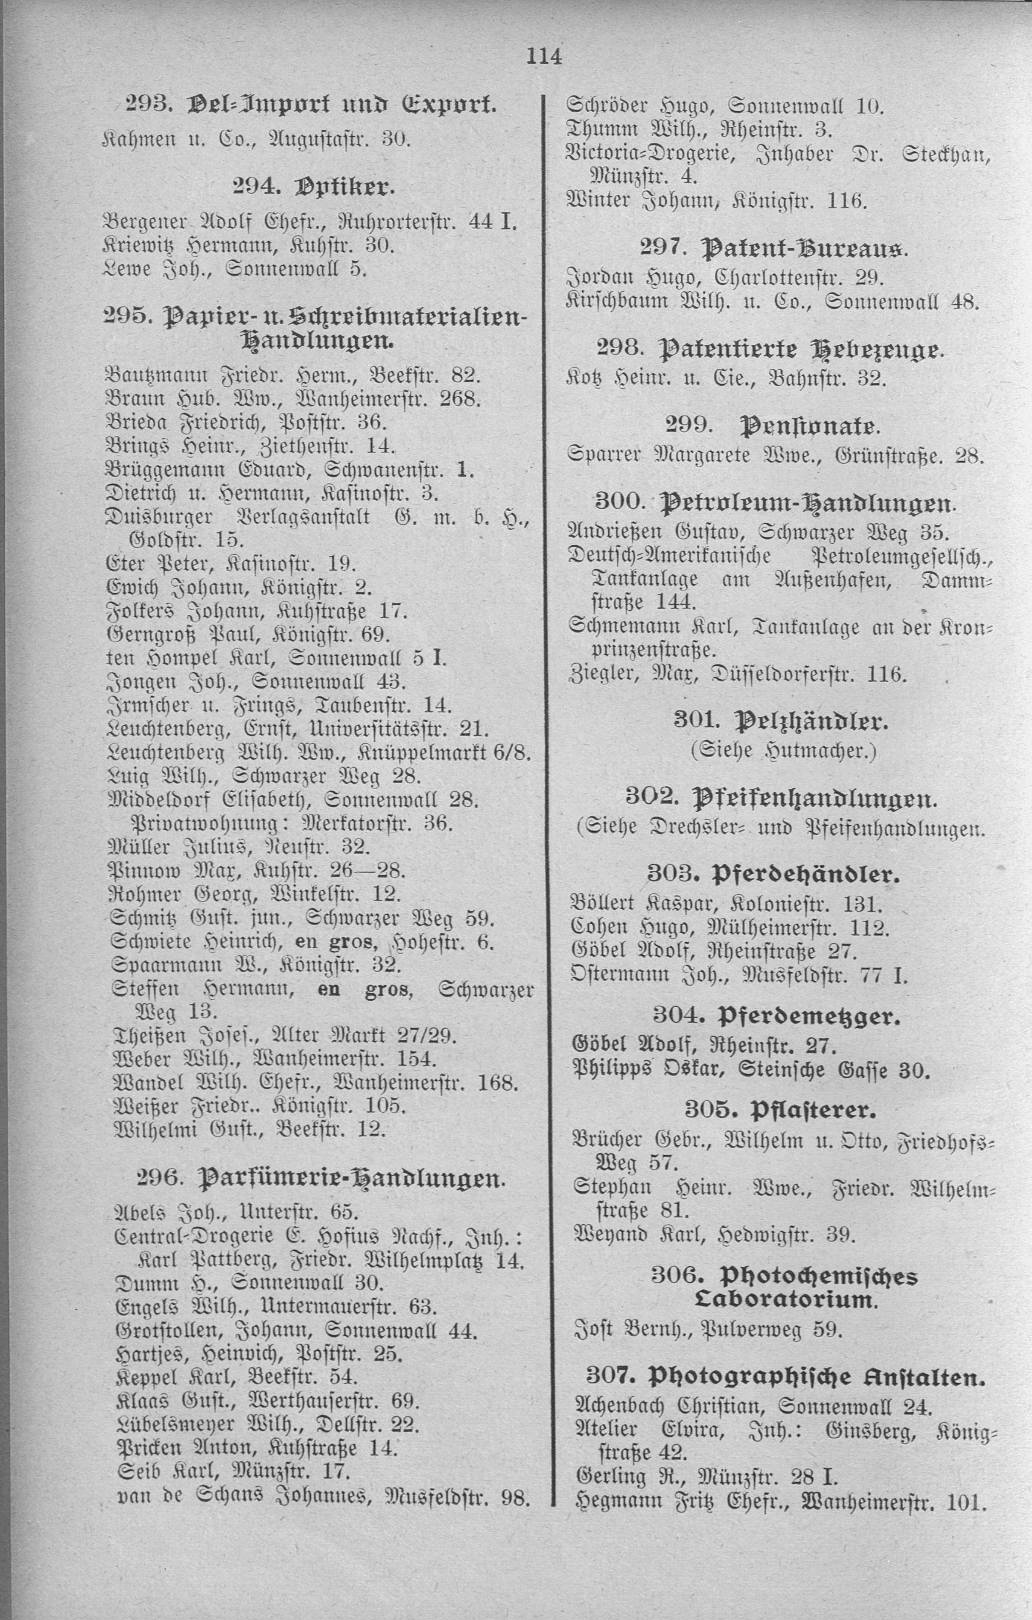 114
293. Oel-Import und Export.
Kahmen u. Co., Augustastr. 30.
294. Optiker.
Bergener Adolf Ehefr., Ruhrorterstr. 44 I.
Kriewitz Hermann, Kuhstr. 30.
Lewe Joh., Sonnenwall 5.
295. Papier- u. Schreibmaterialien-
Handlungen.
Bautzmann Friedr. Herm., Beekstr. 82.
Braun Hub. Ww., Wanheimerstr. 268.
Brieda Friedrich, Poststr. 36.
Brings Heinr., Ziethenstr. 14.
Brüggemann Eduard, Schwanenstr. 1.
Dietrich u. Hermann, Kasinostr. 3.
Duisburger Verlagsanstalt G. m. b. H.,
Goldstr. 15.
Eter Peter, Kasinostr. 19.
Ewich Johann, Königstr. 2.
Folkers Johann, Kuhstraße 17.
Gerngroß Paul, Königstr. 69.
ten Hompel Karl, Sonnenwall 5 I.
Jongen Joh., Sonnenwall 43.
Irmscher u. Frings, Taubenstr. 14.
Leuchtenberg, Ernst, Universitätsstr. 21.
Leuchtenberg Wilh. Ww., Knüppelmarkt 6/8.
Luig Wilh., Schwarzer Weg 28.
Middeldorf Elisabeth, Sonnenwall 28.
Privatwohnung: Merkatorstr. 36.
Müller Julius, Neustr. 32.
Pinnow Max, Kuhstr. 26—28.
Rohmer Georg, Winkelstr. 12.
Schmitz Gust. jun., Schwarzer Weg 59.
Schwiete Heinrich, en gros, Hohestr. 6.
Spaarmann W., Königstr. 32.
Steffen Hermann, en gros, Schwarzer
Weg 13.
Theißen Josef., Alter Markt 27/29.
Weber Wilh., Wanheimerstr. 154.
Wandel Wilh. Ehefr., Wanheimerstr. 168.
Weißer Friedr.. Königstr. 105.
Wilhelmi Gust., Beekstr. 12.
296. Parfümerie-Handlungen.
Abels Joh., Unterstr. 65.
Central-Drogerie E. Hofius Nachf., Inh.:
Karl Pattberg, Friedr. Wilhelmplatz 14.
Dumm H., Sonnenwall 30.
Engels Wilh., Untermauerstr. 63.
Grotstollen, Johann, Sonnenwall 44.
Hartjes, Heinvich, Poststr. 25.
Keppel Karl, Beekstr. 54.
Klaas Gust., Werthauserstr. 69.
Lübelsmeyer Wilh., Dellstr. 22.
Pricken Anton, Kuhstraße 14.
Seib Karl, Münzstr. 17.
van de Schans Johannes, Musfeldstr. 98.
Schröder Hugo, Sonnenwall 10.
Thumm Wilh., Rheinstr. 3.
Victoria-Drogerie, Inhaber Dr. Steckhan,
Münzstr. 4.
Winter Johann, Königstr. 116.
297. Patent-Bureaus.
Jordan Hugo, Charlottenstr. 29.
Kirschbaum Wilh. u. Co., Sonnenwall 48.
298. Patentierte Hebezeuge.
Kotz Heinr. u. Cie., Bahnstr. 32.
299. Pensionate.
Sparrer Margarete Wwe., Grünstraße. 28.
300. Petroleum-Handlungen.
Andrießen Gustav, Schwarzer Weg 35.
Deutsch-Amerikanische Petroleumgesellsch.,
Tankanlage am Außenhafen, Damm-
straße 144.
Schmemann Karl, Tankanlage an der Kron-
prinzenstraße.
Ziegler, Max, Düsseldorferstr. 116.
301. Pelzhändler.
(Siehe Hutmacher.)
302. Pfeifenhandlungen.
(Siehe Drechsler- und Pfeifenhandlungen.
303. Pferdehändler.
Böllert Kaspar, Koloniestr. 131.
Cohen Hugo, Mülheimerstr. 112.
Göbel Adolf, Rheinstraße 27.
Ostermann Joh., Musfeldstr. 77 I.
304. Pferdemetzger.
Göbel Adolf, Rheinstr. 27.
Philipps Oskar, Steinsche Gasse 30.
305. Pflasterer.
Brücher Gebr., Wilhelm u. Otto, Friedhofs-
Weg 57.
Stephan Heinr. Wwe., Friedr. Wilhelm-
straße 81.
Weyand Karl, Hedwigstr. 39.
306. Photochemisches
Laboratorium.
Jost Bernh., Pulverweg 59.
307. Photographische Anstalten.
Achenbach Christian, Sonnenwall 24.
Atelier Elvira, Inh.: Ginsberg, König-
straße 42.
Gerling R., Münzstr. 28 I.
Hegmann Fritz Ehefr., Wanheimerstr. 101.